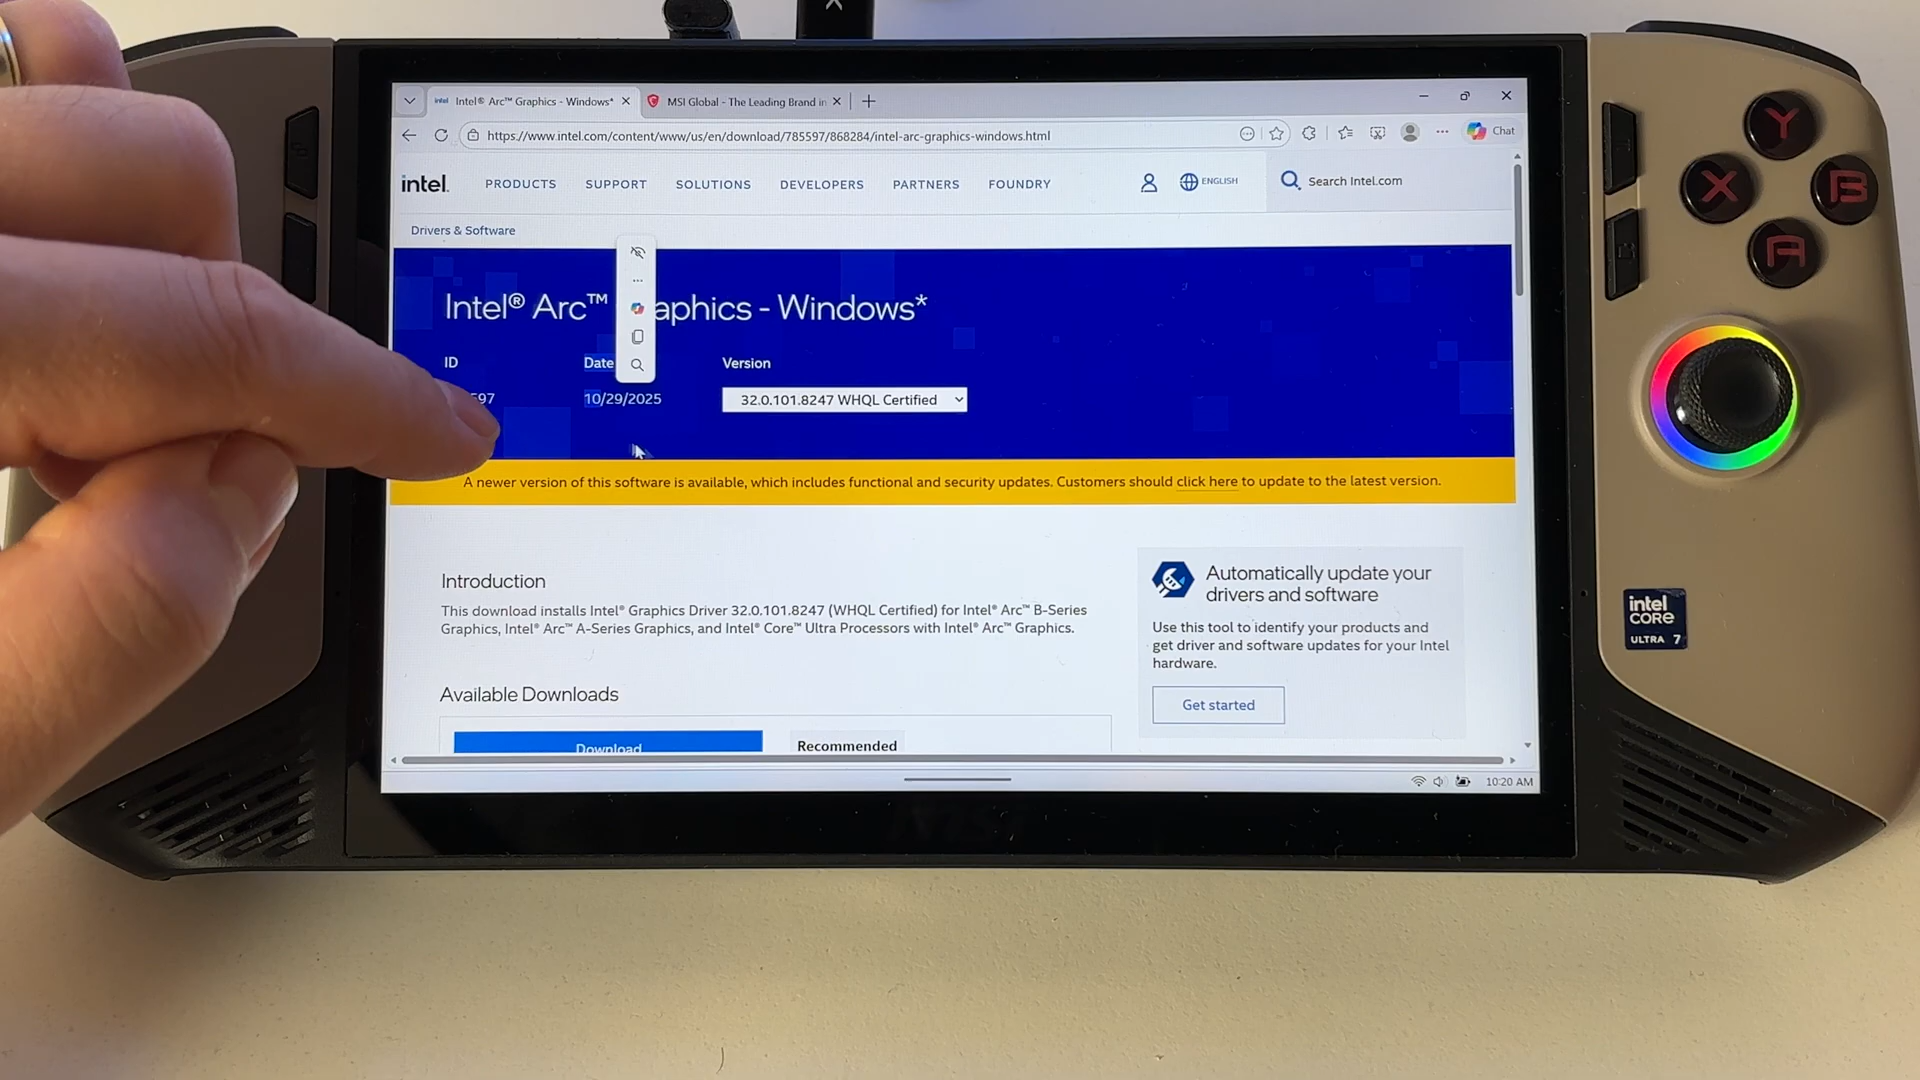 Intel® Arc™ Graphics - Windows*
MSI Global - The Leading Brand in
https://www.intel.com/content/www/us/en/download/785597/868284/intel-arc-graphics-windows.html
Chat
intel.
PRODUCTS
SUPPORT
SOLUTIONS
DEVELOPERS
PARTNERS
FOUNDRY
ENGLISH
Search Intel.com
Drivers & Software
Intel® Arc™ aphics - Windows*
ID
Date
Version
597
10/29/2025
32.0.101.8247 WHQL Certified
A newer version of this software is available, which includes functional and security updates. Customers should click here to update to the latest version.
Introduction
This download installs Intel® Graphics Driver 32.0.101.8247 (WHQL Certified) for Intel® Arc™ B-Series
Graphics, Intel® Arc™ A-Series Graphics, and Intel® Core™ Ultra Processors with Intel® Arc™ Graphics.
Automatically update your
drivers and software
Use this tool to identify your products and
get driver and software updates for your Intel
hardware.
Get started
Available Downloads
Download
Recommended
10:20 AM
msi
Y
X
B
A
intel
CORE
ULTRA 7